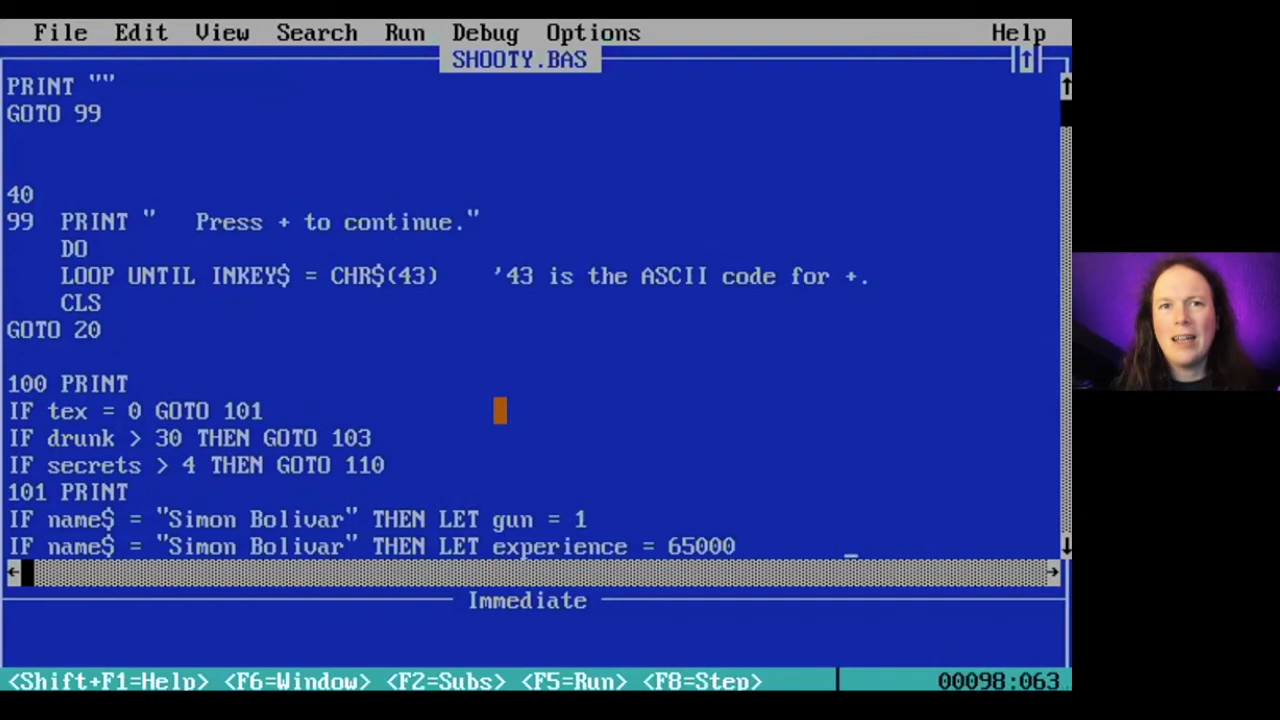 File Edit View Search Run Debug Options Help
SHOOTY.BAS
PRINT ""
GOTO 99
40
99 PRINT " Press + to continue."
DO
LOOP UNTIL INKEY$ = CHR$(43) '43 is the ASCII code for +.
CLS
GOTO 20
100 PRINT
IF tex = 0 GOTO 101
IF drunk > 30 THEN GOTO 103
IF secrets > 4 THEN GOTO 110
101 PRINT
IF name$ = "Simon Bolivar" THEN LET gun = 1
IF name$ = "Simon Bolivar" THEN LET experience = 65000
Immediate
<Shift+F1=Help> <F6=Window> <F2=Subs> <F5=Run> <F8=Step> 00098:063